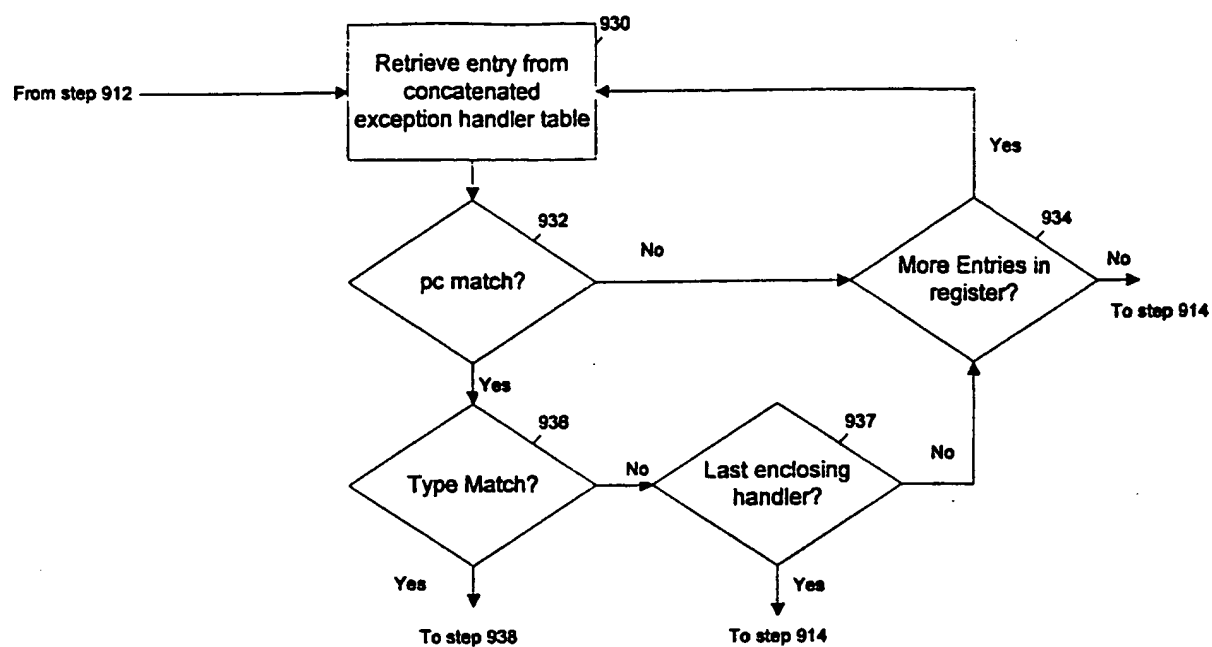 930
Retrieve entry from
concatenated
exception handler table
From step 912
Yes
932
No
934
pc match?
More Entries in
register?
No
To step 914
Yes
938
937
Type Match?
No
Last enclosing
handler?
No
Yes
Yes
To step 938
To step 914